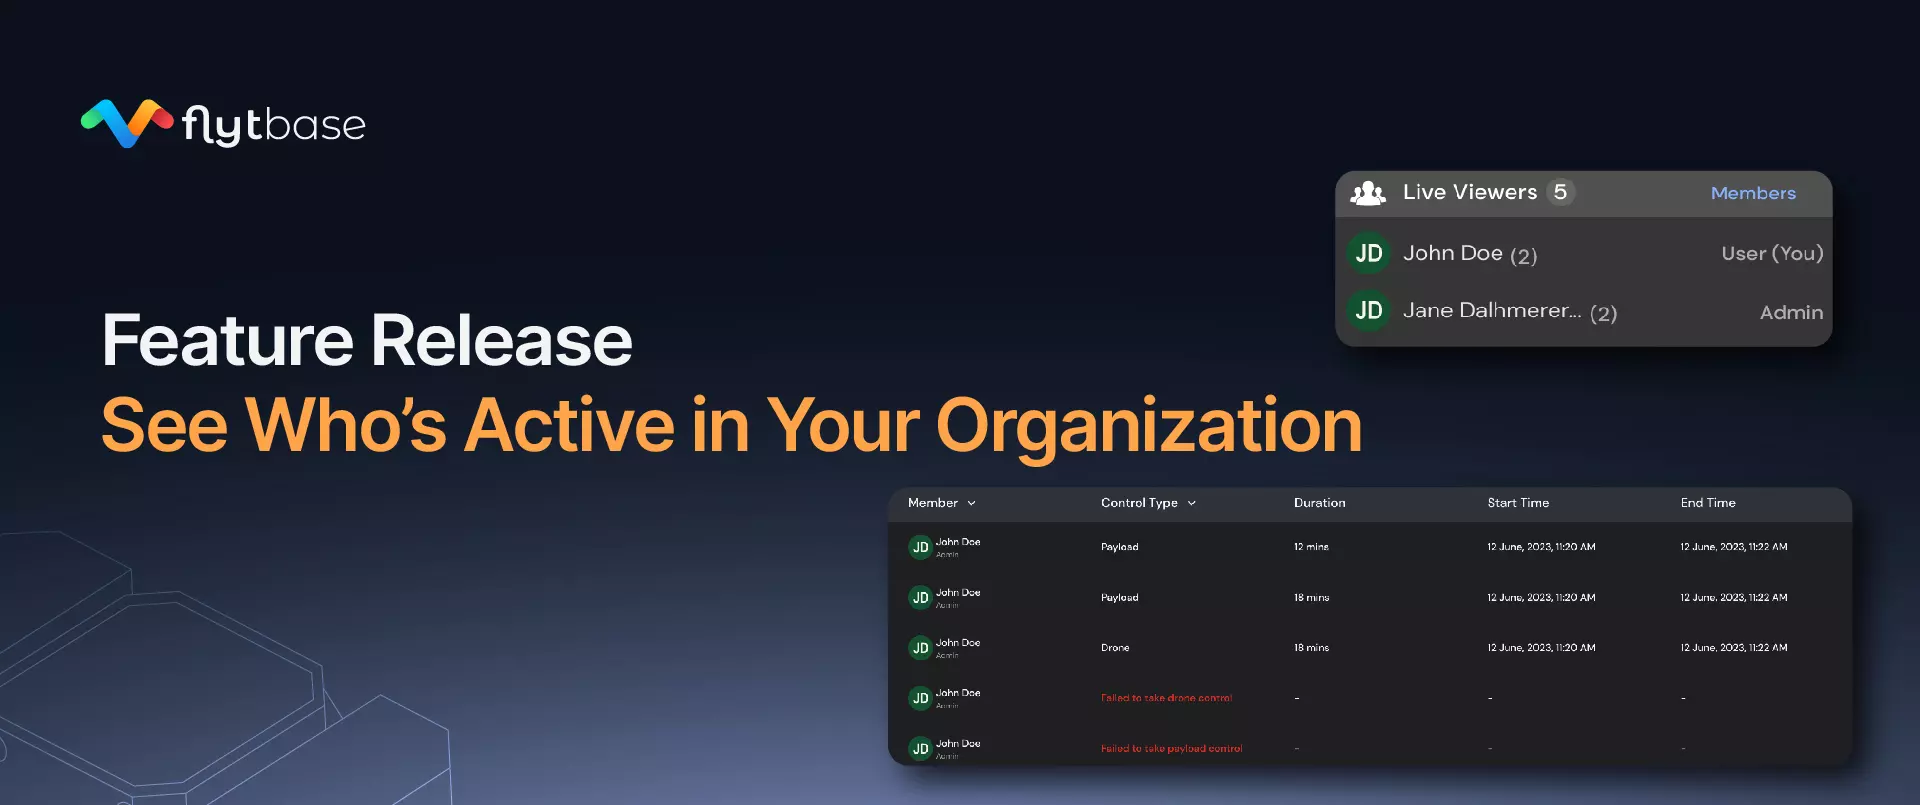 flytbase
Live Viewers 5 Members
JD John Doe (2) User (You)
JD Jane Dalhmerer... (2) Admin
Feature Release
See Who’s Active in Your Organization
Member Control Type Duration Start Time End Time
JD John Doe Payload 12 mins 12 June, 2023, 11:20 AM 12 June, 2023, 11:22 AM
Admin
JD John Doe Payload 18 mins 12 June, 2023, 11:20 AM 12 June, 2023, 11:22 AM
Admin
JD John Doe Drone 18 mins 12 June, 2023, 11:20 AM 12 June, 2023, 11:22 AM
Admin
JD John Doe Failed to take drone control - - -
Admin
JD John Doe Failed to take payload control - - -
Admin